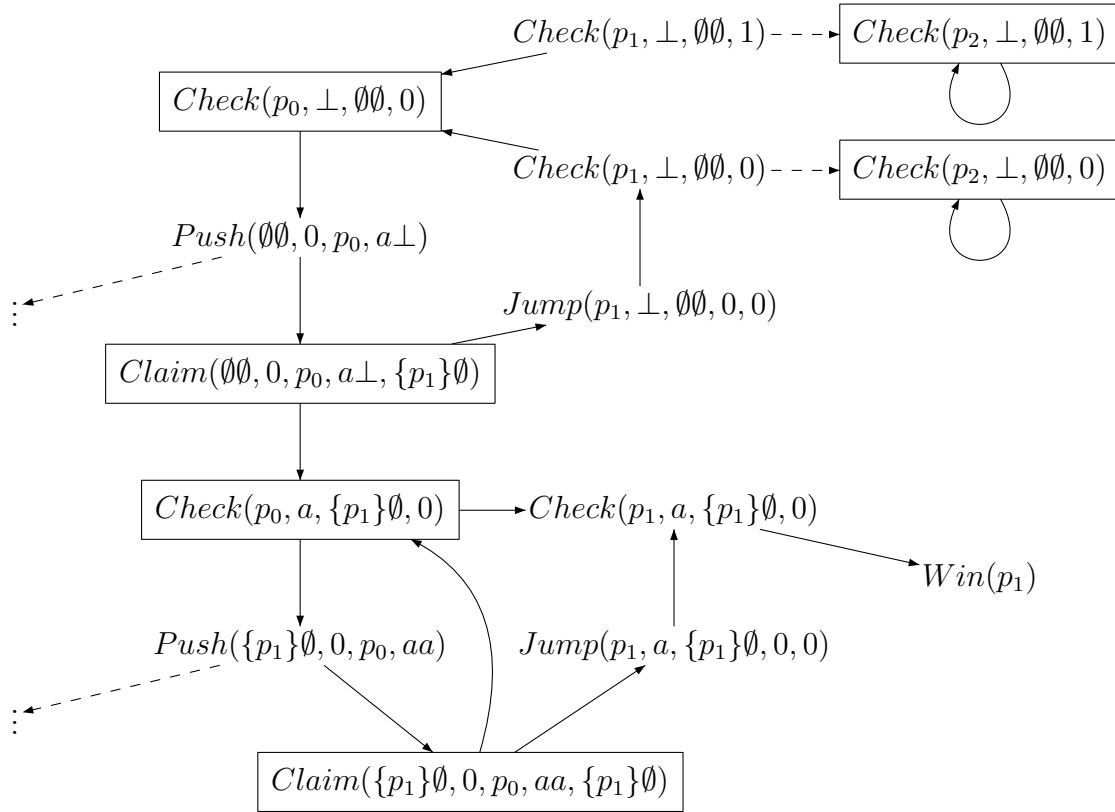 Check(p₁, ⊥, ∅∅, 1)
Check(p₂, ⊥, ∅∅, 1)
Check(p₀, ⊥, ∅∅, 0)
Check(p₁, ⊥, ∅∅, 0)
Check(p₂, ⊥, ∅∅, 0)
Push(∅∅, 0, p₀, a⊥)
⋮
Jump(p₁, ⊥, ∅∅, 0, 0)
Claim(∅∅, 0, p₀, a⊥, {p₁}∅)
Check(p₀, a, {p₁}∅, 0)
Check(p₁, a, {p₁}∅, 0)
Win(p₁)
Push({p₁}∅, 0, p₀, aa)
Jump(p₁, a, {p₁}∅, 0, 0)
⋮
Claim({p₁}∅, 0, p₀, aa, {p₁}∅)